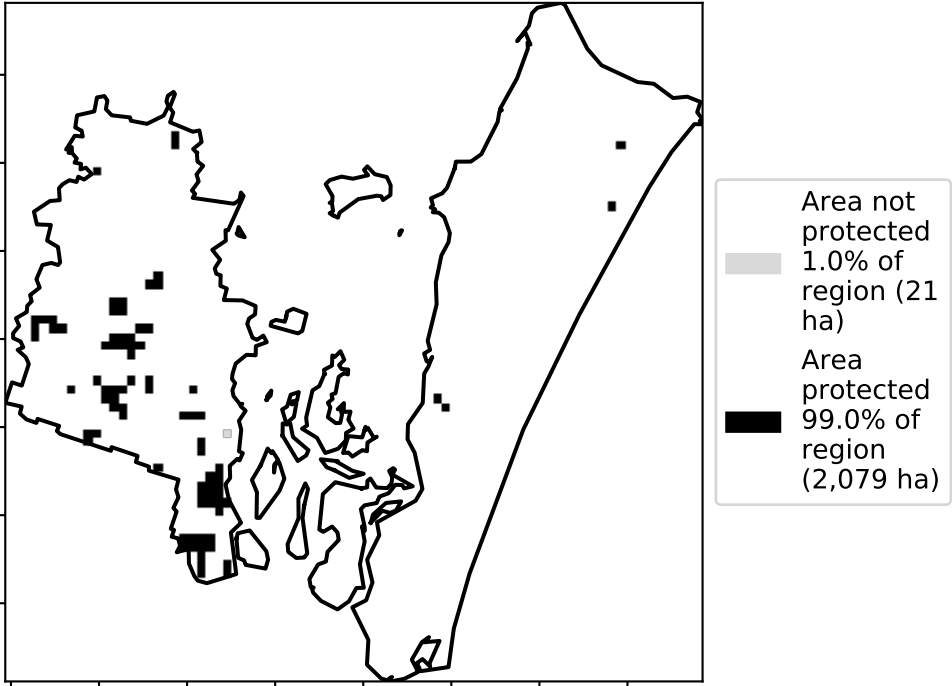 Area not
protected
1.0% of
region (21
ha)
Area
protected
99.0% of
region
(2,079 ha)